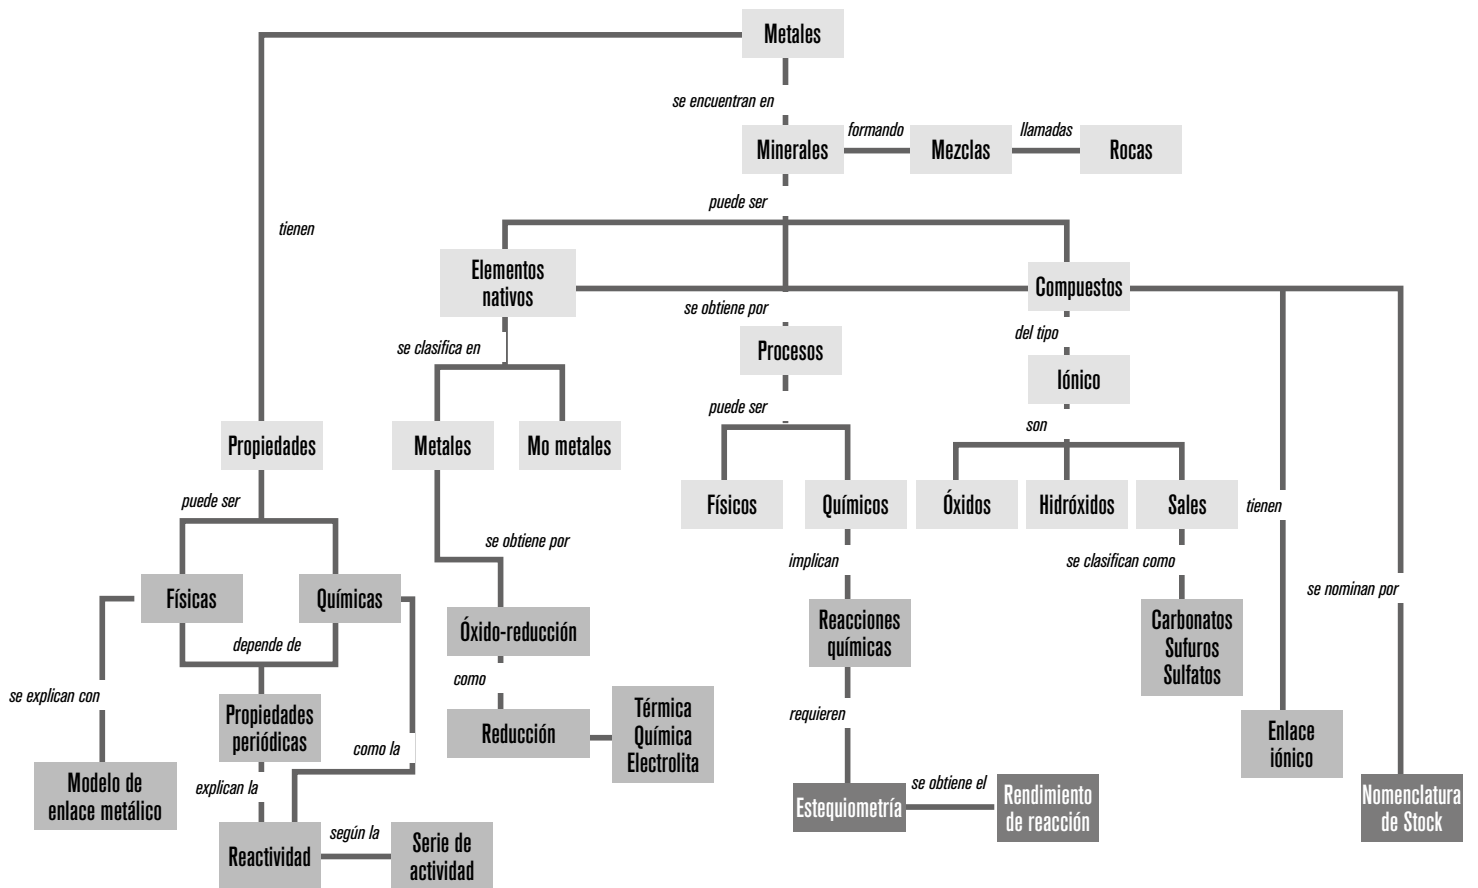 Metales
se encuentran en
Minerales
formando
Mezclas
llamadas
Rocas
puede ser
tienen
Elementos
nativos
Compuestos
se obtiene por
del tipo
se clasifica en
Procesos
Iónico
puede ser
son
Propiedades
Metales
Mo metales
puede ser
Físicos
Químicos
Óxidos
Hidróxidos
Sales
tienen
se obtiene por
implican
se clasifican como
se nominan por
Físicas
Químicas
Óxido-reducción
Reacciones
químicas
Carbonatos
Sufuros
Sulfatos
depende de
como
se explican con
Propiedades
periódicas
requieren
Reducción
Térmica
Química
Electrolita
Enlace
iónico
como la
Modelo de
enlace metálico
explican la
Estequiometría
se obtiene el
Rendimiento
de reacción
Nomenclatura
de Stock
Reactividad
según la
Serie de
actividad